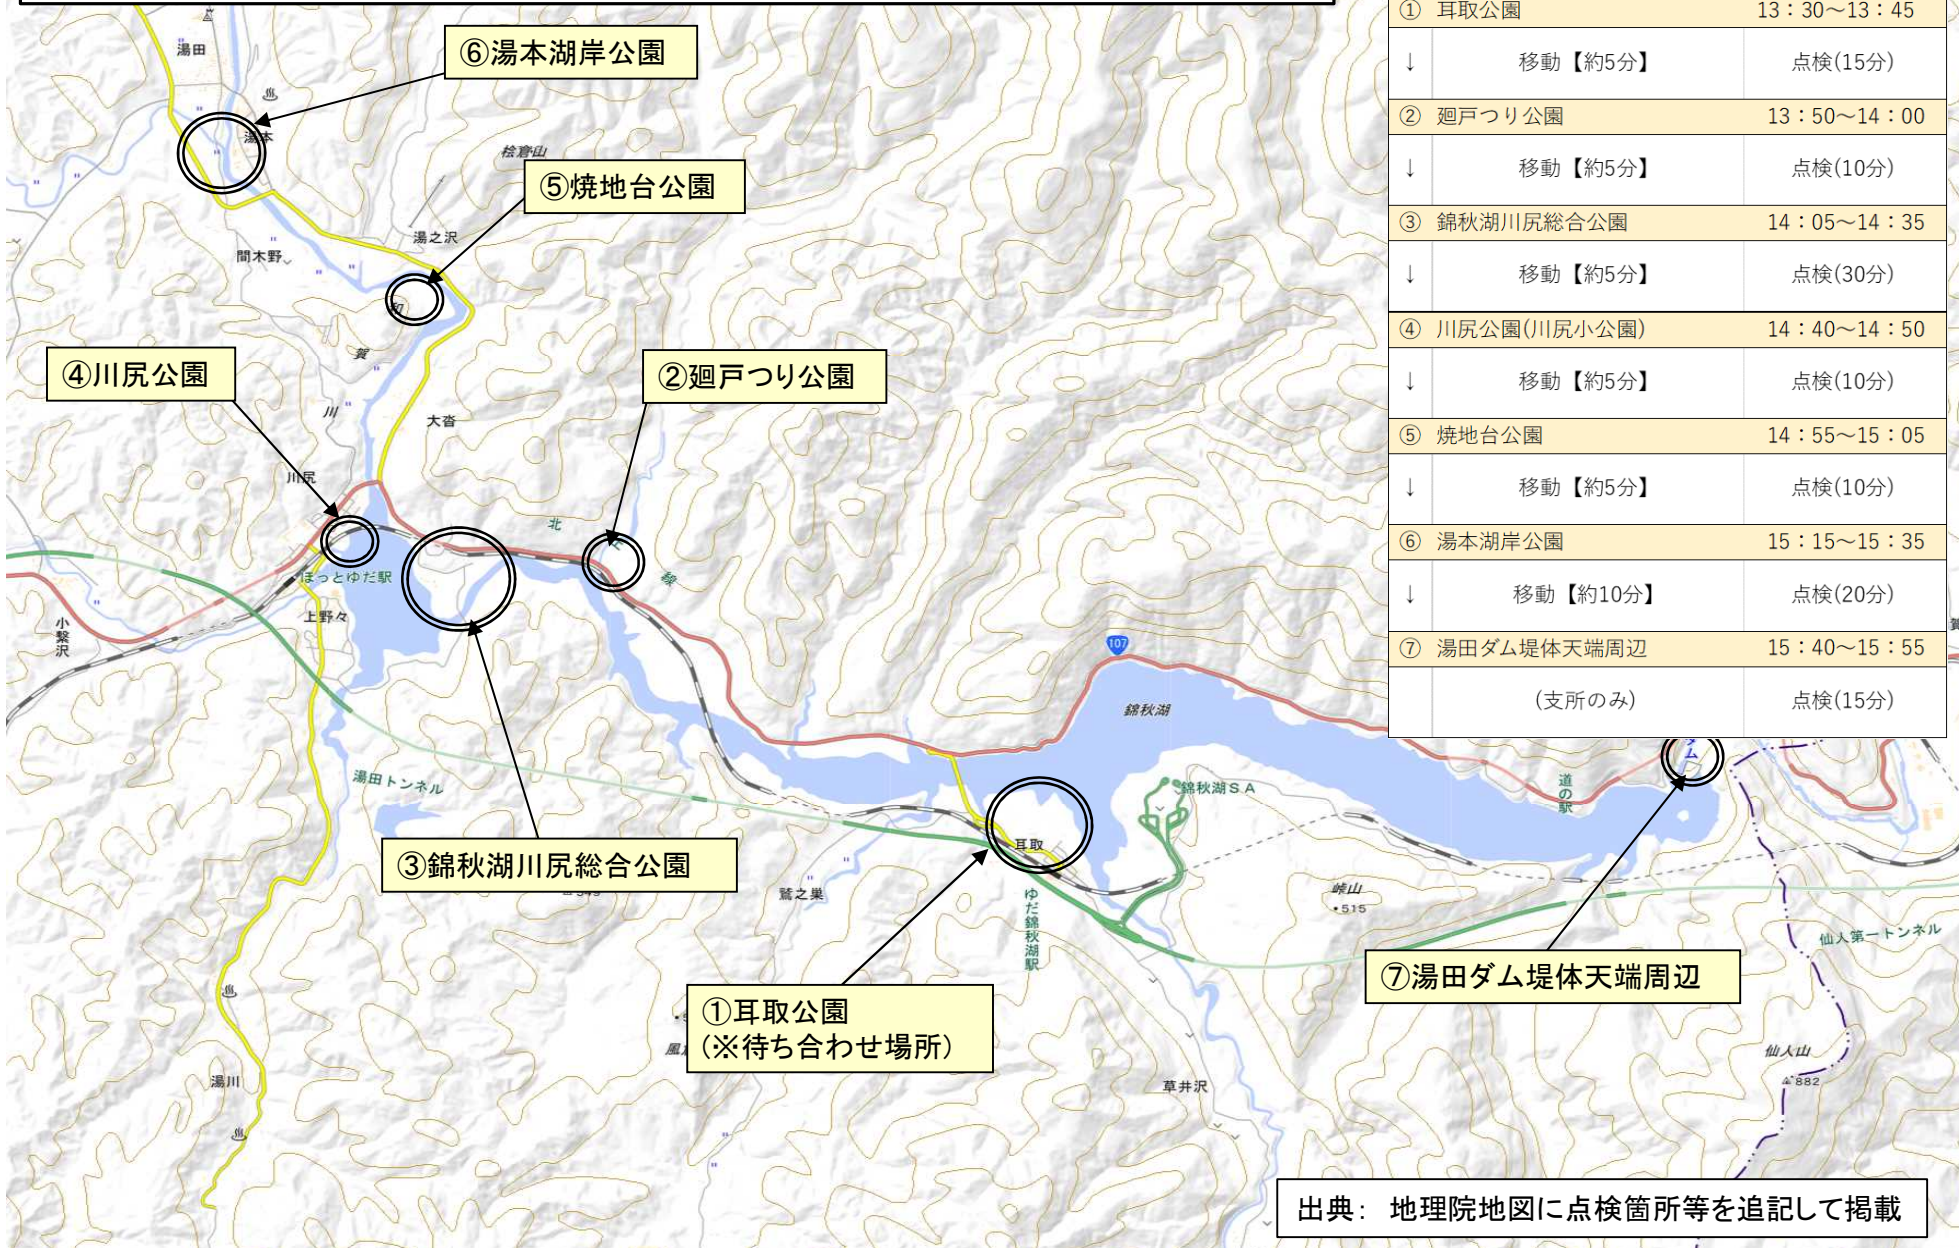 ① 耳取公園 13：30～13：45
↓ 移動【約5分】 点検(15分)
② 廻戸つり公園 13：50～14：00
↓ 移動【約5分】 点検(10分)
③ 錦秋湖川尻総合公園 14：05～14：35
↓ 移動【約5分】 点検(30分)
④ 川尻公園(川尻小公園) 14：40～14：50
↓ 移動【約5分】 点検(10分)
⑤ 焼地台公園 14：55～15：05
↓ 移動【約5分】 点検(10分)
⑥ 湯本湖岸公園 15：15～15：35
↓ 移動【約10分】 点検(20分)
⑦ 湯田ダム堤体天端周辺 15：40～15：55
(支所のみ) 点検(15分)
⑥湯本湖岸公園
湯田
湯本
桧倉山
⑤焼地台公園
湯之沢
間木野
和
賀
川
④川尻公園
②廻戸つり公園
大沓
川尻
北
上
線
ほっとゆだ駅
上野々
小繋沢
107
錦秋湖
湯田トンネル
錦秋湖ＳＡ
道の駅
ダム
③錦秋湖川尻総合公園
耳取
鷲之巣
ゆだ錦秋湖駅
峠山
・515
仙人第一トンネル
①耳取公園
(※待ち合わせ場所)
⑦湯田ダム堤体天端周辺
仙人山
882
湯川
草井沢
出典： 地理院地図に点検箇所等を追記して掲載